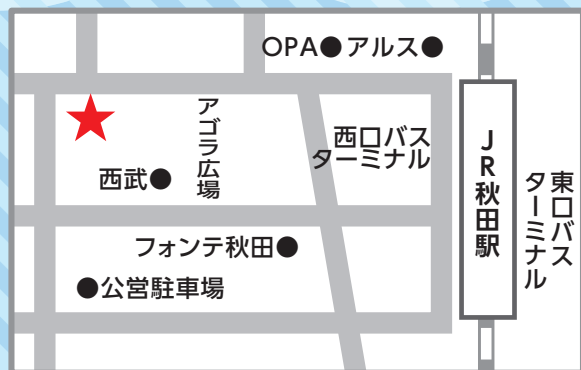 OPA●アルス●
アゴラ広場
西口バス
ターミナル
西武●
JR秋田駅
東口バス
ターミナル
フォンテ秋田●
●公営駐車場